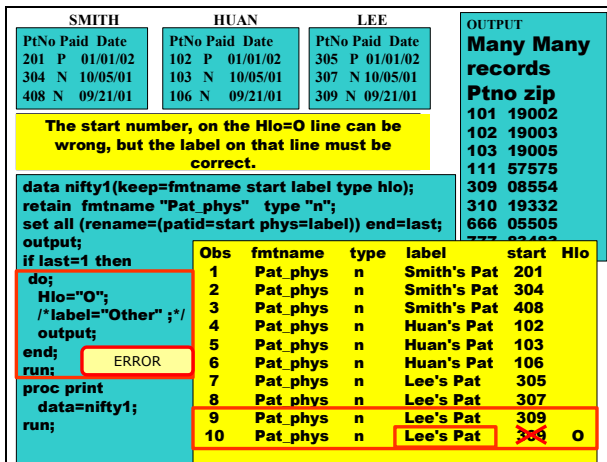 SMITH
PtNo Paid Date
201 P 01/01/02
304 N 10/05/01
408 N 09/21/01
HUAN
PtNo Paid Date
102 P 01/01/02
103 N 10/05/01
106 N 09/21/01
LEE
PtNo Paid Date
305 P 01/01/02
307 N 10/05/01
309 N 09/21/01
OUTPUT
Many Many
records
Ptno zip
101 19002
102 19003
103 19005
111 57575
309 08554
310 19332
666 05505
The start number, on the Hlo=O line can be
wrong, but the label on that line must be
correct.
data nifty1(keep=fmtname start label type hlo);
retain fmtname "Pat_phys" type "n";
set all (rename=(patid=start phys=label)) end=last;
output;
if last=1 then
do;
Hlo="O";
/*label="Other" ;*/
output;
end;
run;
ERROR
proc print
data=nifty1;
run;
Obs fmtname type label start Hlo
1 Pat_phys n Smith's Pat 201
2 Pat_phys n Smith's Pat 304
3 Pat_phys n Smith's Pat 408
4 Pat_phys n Huan's Pat 102
5 Pat_phys n Huan's Pat 103
6 Pat_phys n Huan's Pat 106
7 Pat_phys n Lee's Pat 305
8 Pat_phys n Lee's Pat 307
9 Pat_phys n Lee's Pat 309
10 Pat_phys n Lee's Pat 309 O